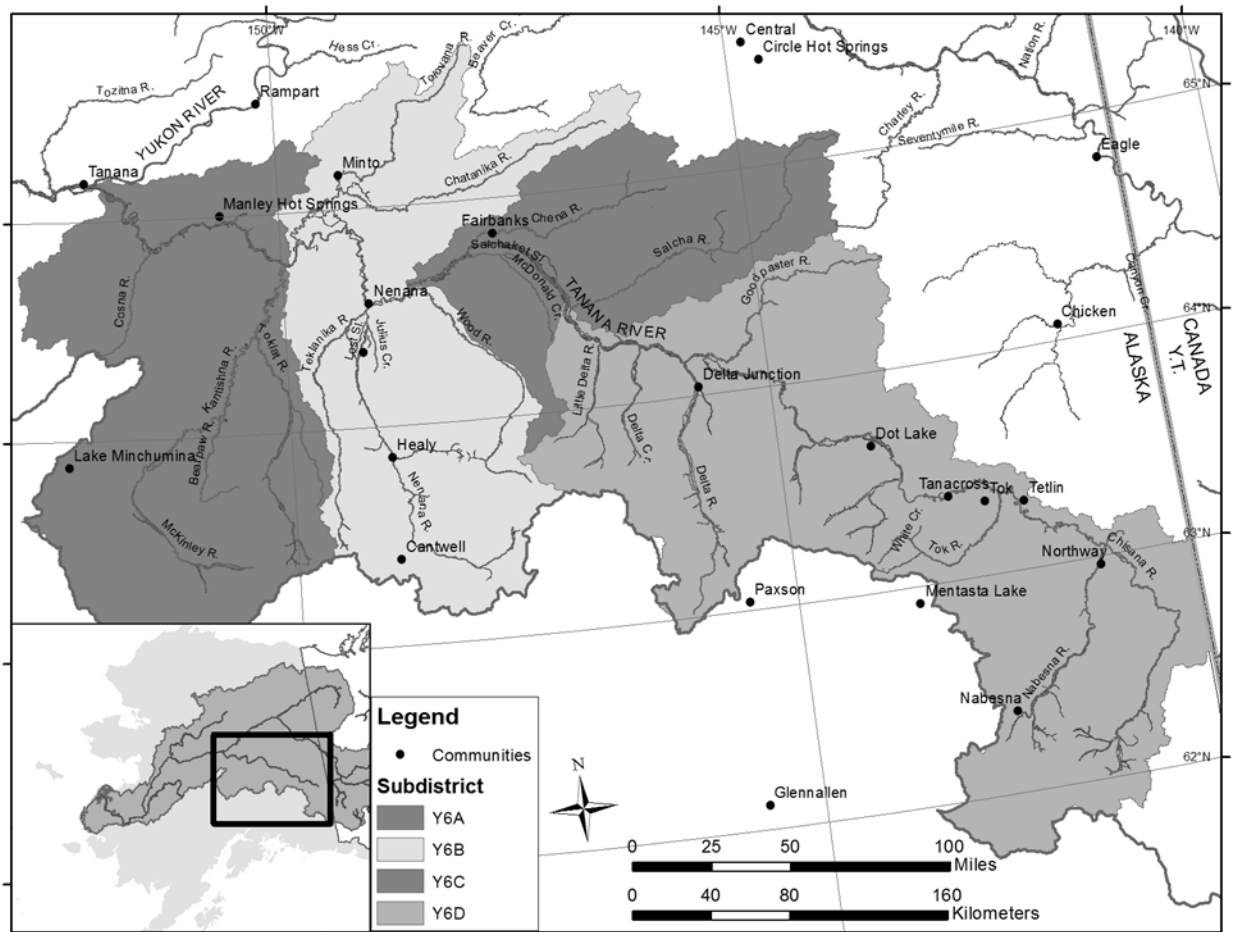 150°W
145°W
140°W
65°N
64°N
63°N
62°N
Hess Cr.
Tolovana R.
Beaver Cr.
Central
Circle Hot Springs
Nation R.
Tozitna R.
Rampart
YUKON RIVER
Charley R.
Seventymile R.
Eagle
Tanana
Minto
Chatanika R.
Manley Hot Springs
Fairbanks
Chena R.
Salchaket Sl.
Salcha R.
McDonald Cr.
Goodpaster R.
Canyon Cr.
Cosna R.
Nenana
TANANA RIVER
Chicken
ALASKA
CANADA
Y.T.
Teklanika R.
Lost Sl.
Julius Cr.
Wood R.
Toklat R.
Kantishna R.
Bearpaw R.
Little Delta R.
Delta Cr.
Delta Junction
Delta R.
Lake Minchumina
Healy
Nenana R.
Dot Lake
Tanacross
Tok
Tetlin
White Cr.
Tok R.
McKinley R.
Cantwell
Northway
Chisana R.
Paxson
Mentasta Lake
Nabesna
Nabesna R.
Glennallen
Legend
Communities
Subdistrict
Y6A
Y6B
Y6C
Y6D
N
0 25 50 100
Miles
0 40 80 160
Kilometers